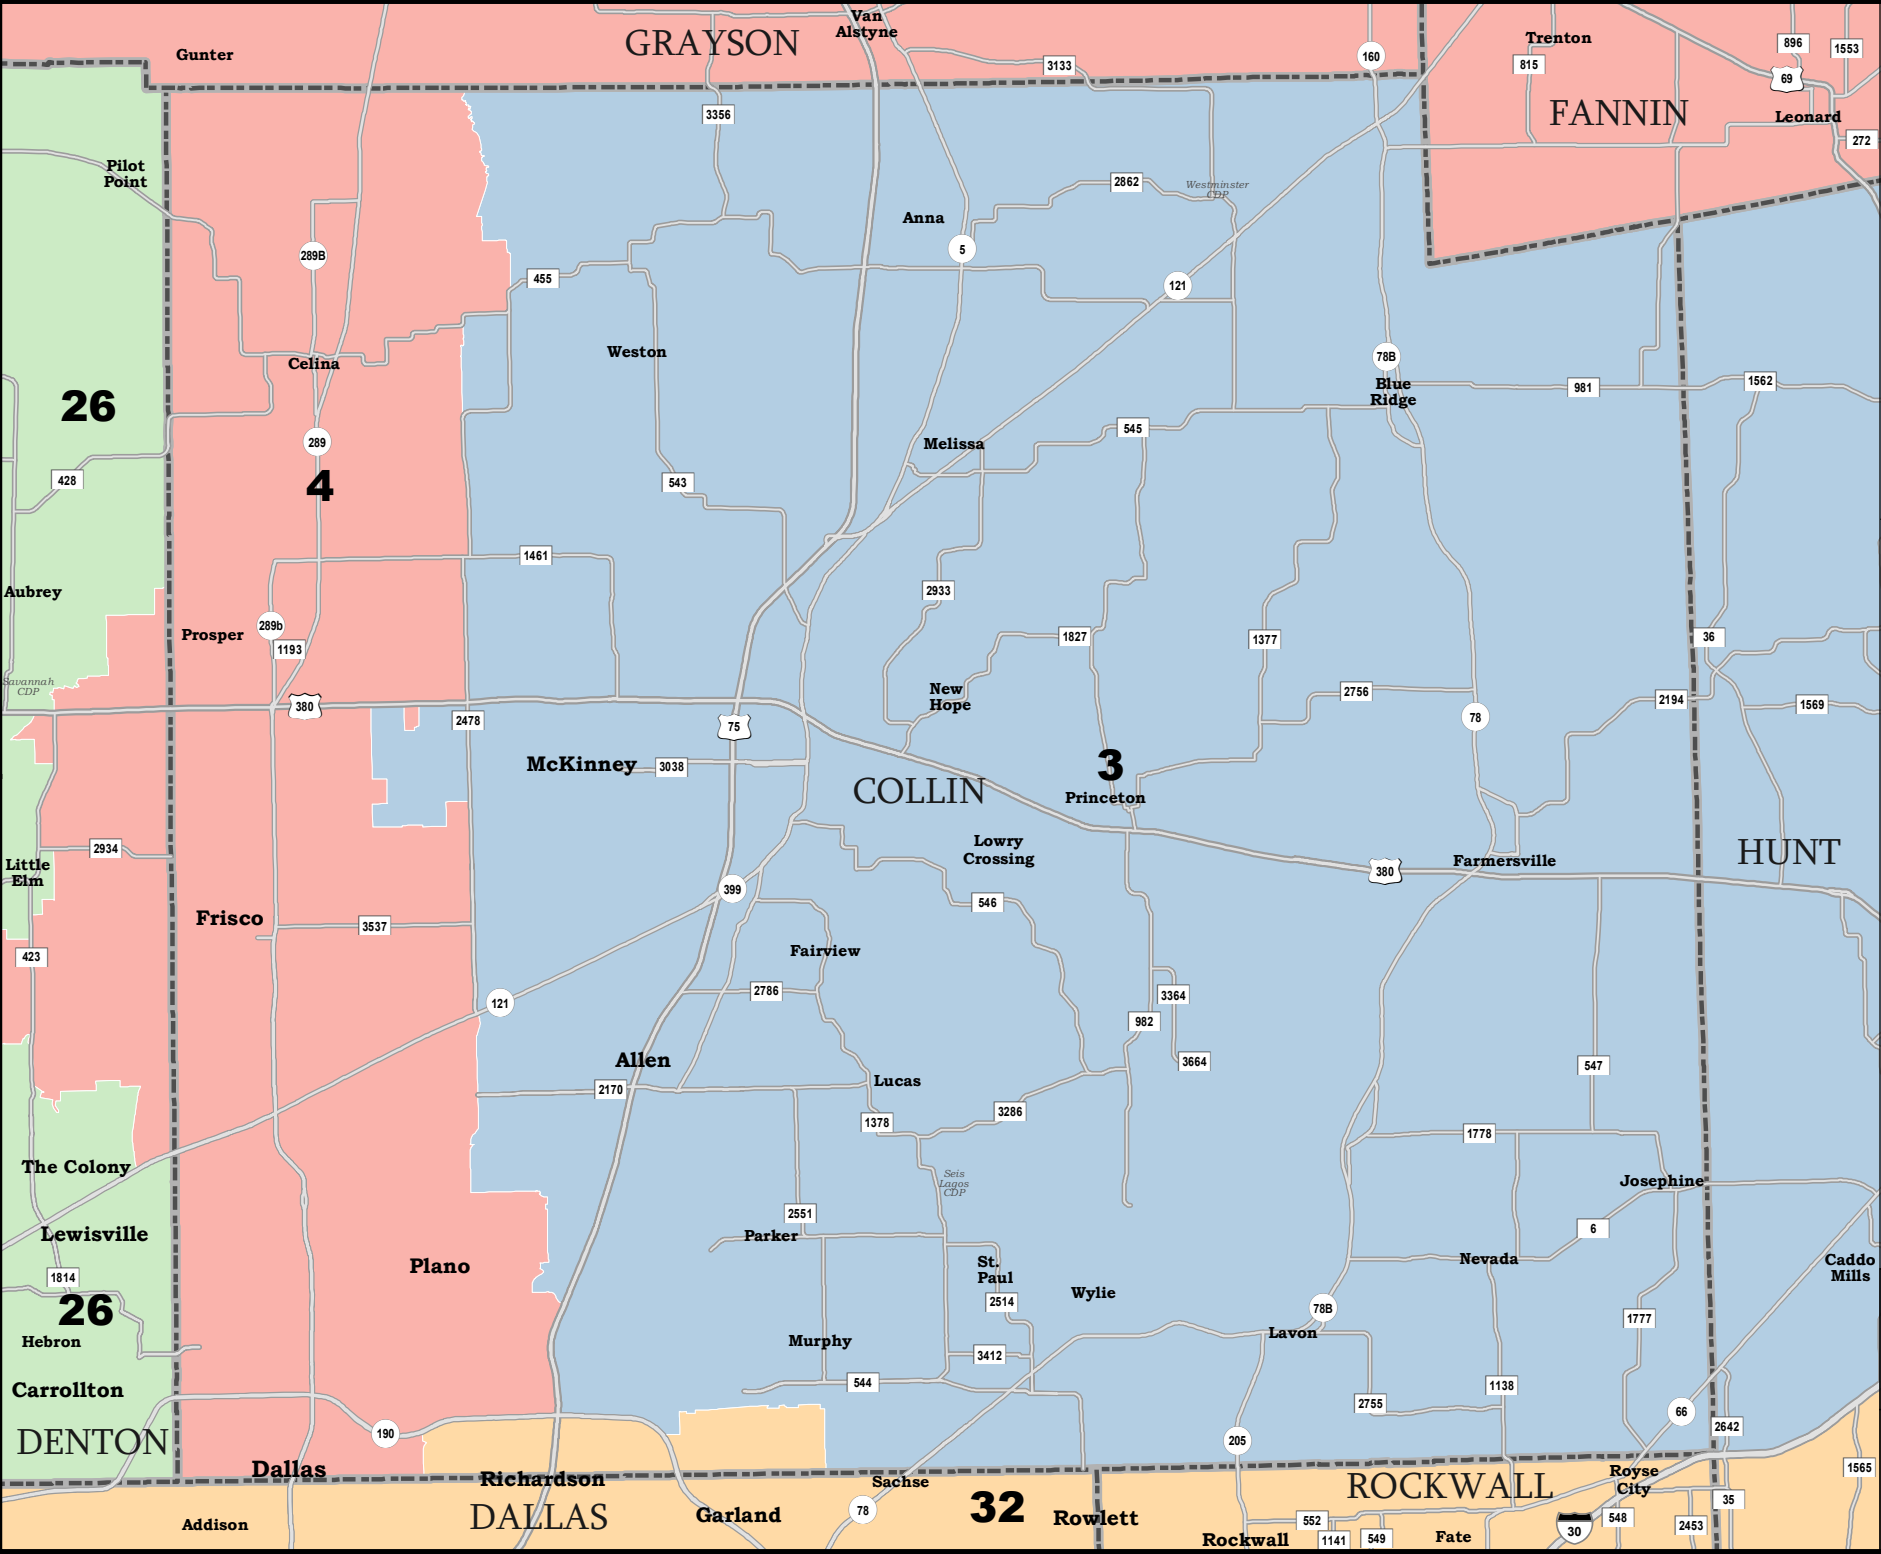 Van
Alstyne
GRAYSON
Gunter
3133
160
Trenton
815
896
1553
69
FANNIN
Leonard
272
3356
Pilot
Point
2862
Westminster
CDP
Anna
5
289B
455
121
Weston
78B
Blue
Ridge
981
1562
Celina
26
289
4
428
Melissa
545
543
1461
Aubrey
2933
Prosper
289b
1193
1827
1377
36
Savannah
CDP
New
Hope
2756
2194
1569
380
2478
75
78
McKinney
3038
COLLIN
3
Princeton
Lowry
Crossing
2934
Little
Elm
HUNT
Farmersville
380
399
546
Frisco
3537
Fairview
423
121
2786
3364
982
Allen
3664
547
2170
Lucas
1378
3286
1778
The Colony
Seis
Lagos
CDP
Josephine
2551
6
Lewisville
Parker
Nevada
Caddo
Mills
Plano
St.
Paul
1814
Wylie
2514
78B
26
1777
Hebron
Murphy
Lavon
3412
Carrollton
544
1138
2755
66
190
205
2642
DENTON
Dallas
Richardson
Sachse
ROCKWALL
Royse
City
1565
DALLAS
Garland
78
32
Rowlett
35
552
548
30
2453
Addison
Rockwall
1141
549
Fate